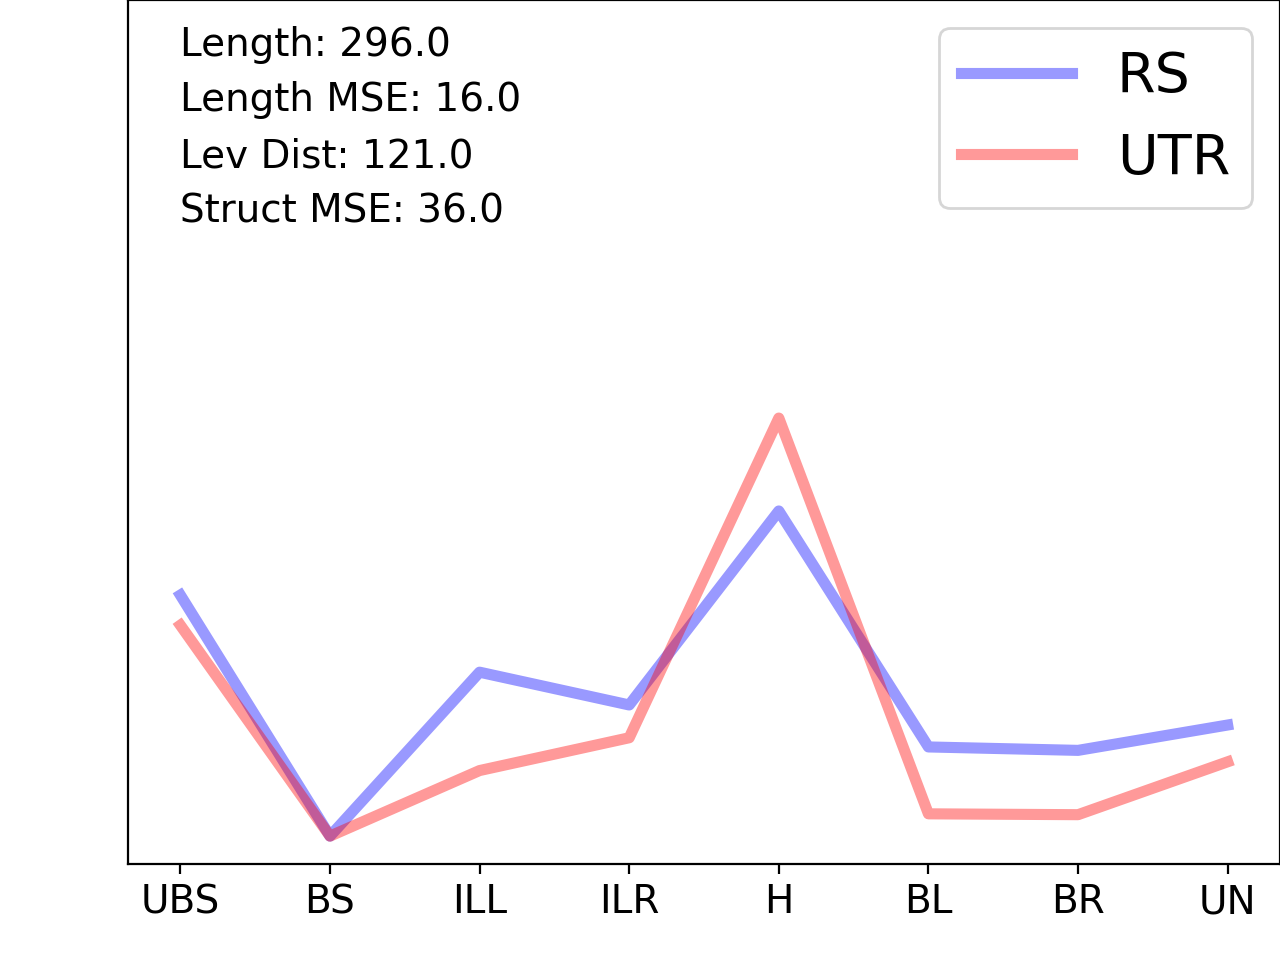 Length: 296.0
Length MSE: 16.0
Lev Dist: 121.0
Struct MSE: 36.0
RS
UTR
UBS BS ILL ILR H BL BR UN